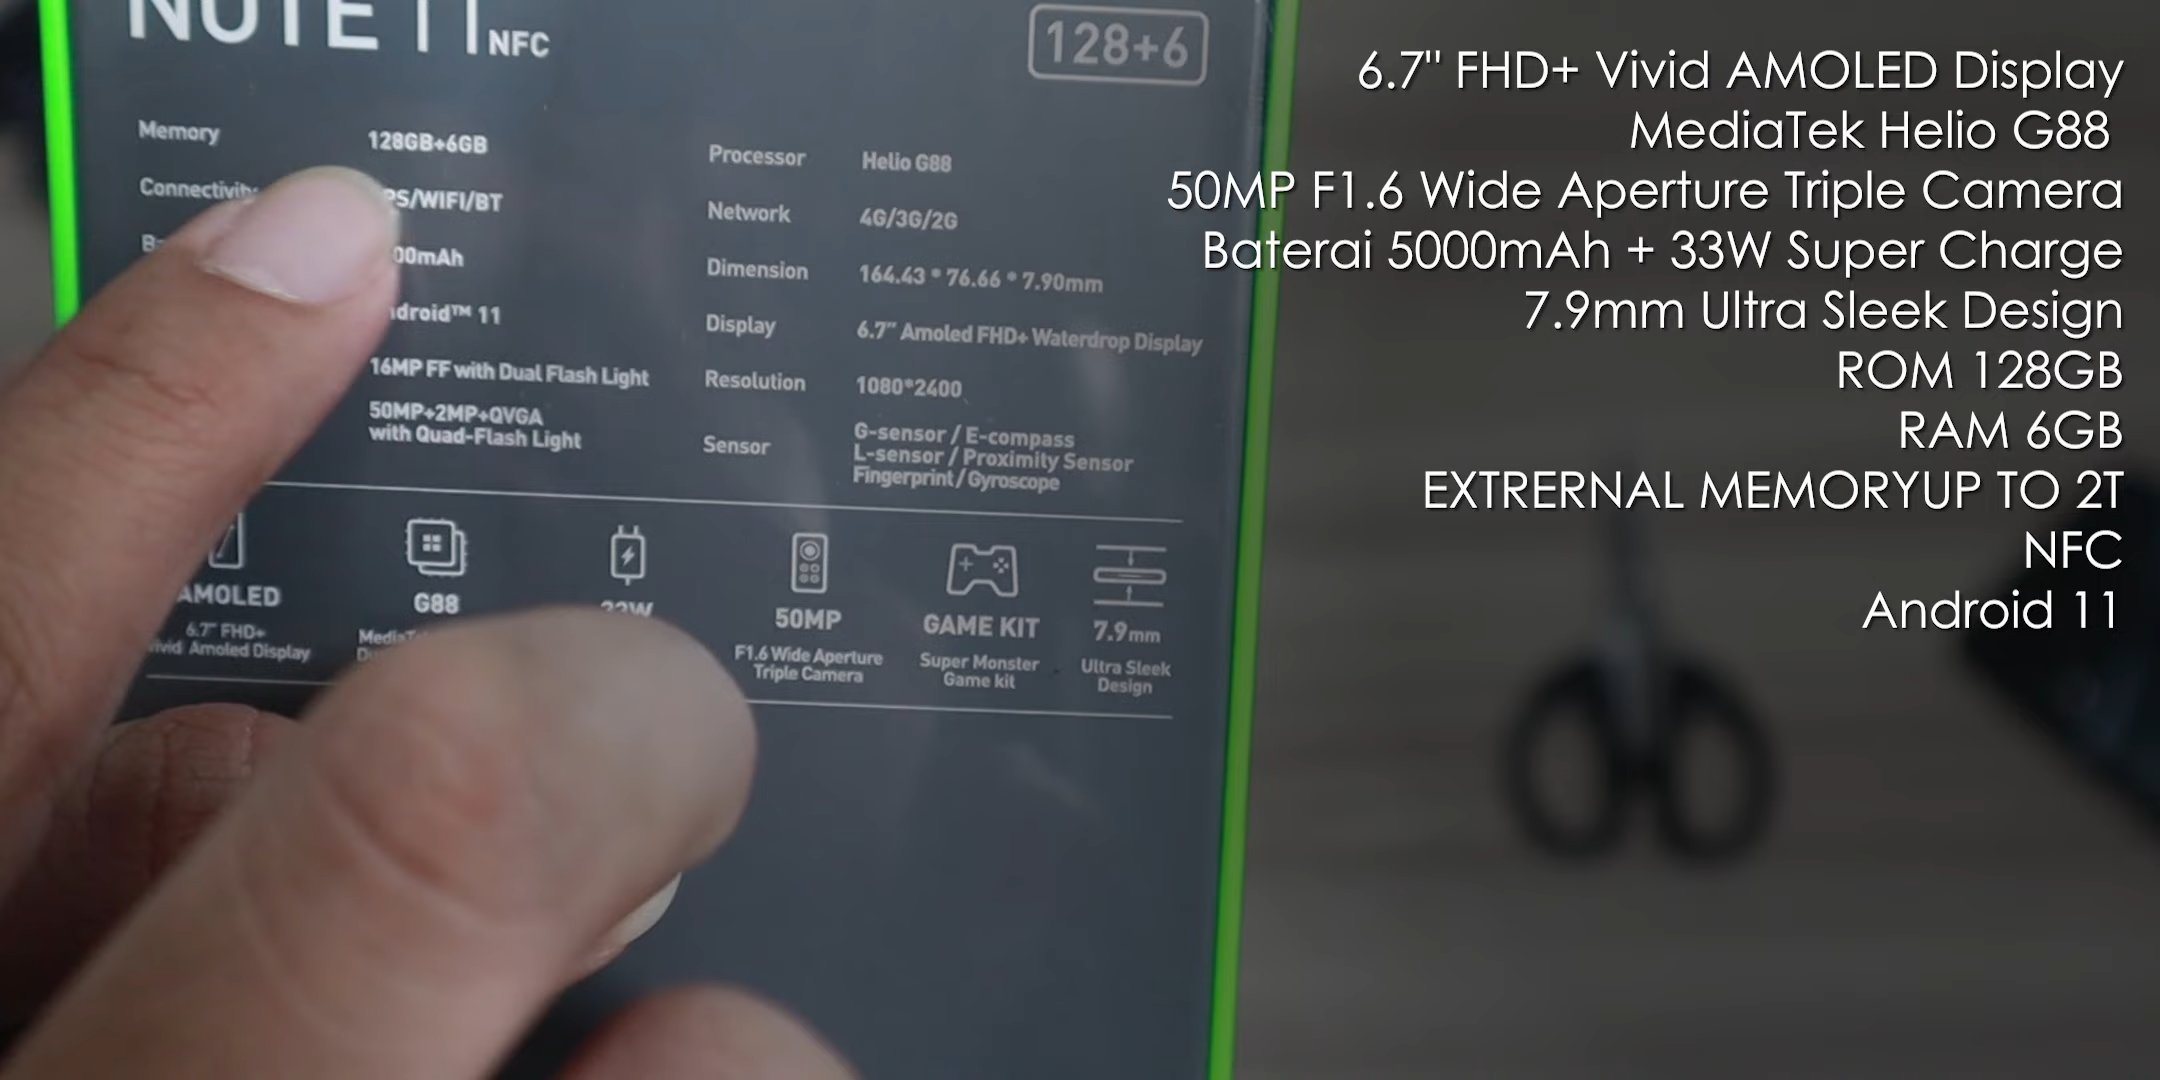 NOTE 11 NFC
128+6
Memory 128GB+6GB
Connectivity /WIFI/BT
Processor Helio G88
Network 4G/3G/2G
Dimension 164.43 * 76.66 * 7.90mm
Display 6.7" Amoled FHD+ Waterdrop Display
Resolution 1080*2400
Sensor G-sensor / E-compass
L-sensor / Proximity Sensor
Fingerprint / Gyroscope
11
16MP FF with Dual Flash Light
50MP+2MP+QVGA
with Quad-Flash Light
AMOLED
6.7" FHD+
Amoled Display
G88
33W
50MP
F1.6 Wide Aperture
Triple Camera
GAME KIT
Super Monster
Game kit
7.9mm
Ultra Sleek
Design
6.7" FHD+ Vivid AMOLED Display
MediaTek Helio G88
50MP F1.6 Wide Aperture Triple Camera
Baterai 5000mAh + 33W Super Charge
7.9mm Ultra Sleek Design
ROM 128GB
RAM 6GB
EXTRERNAL MEMORYUP TO 2T
NFC
Android 11